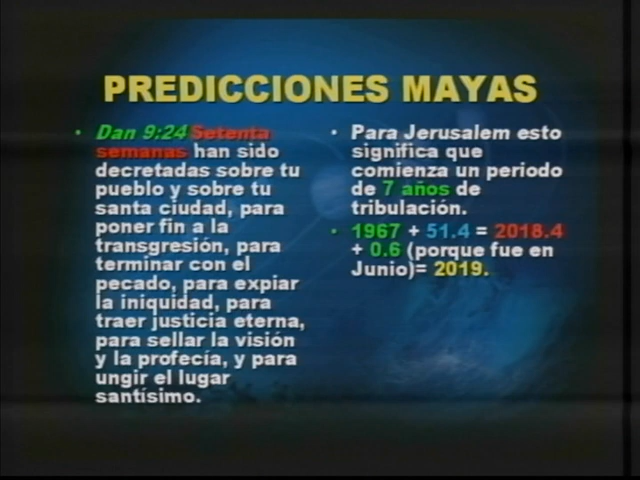 PREDICCIONES MAYAS
• Dan 9:24 Setenta
semanas han sido
decretadas sobre tu
pueblo y sobre tu
santa ciudad, para
poner fin a la
transgresión, para
terminar con el
pecado, para expiar
la iniquidad, para
traer justicia eterna,
para sellar la visión
y la profecía, y para
ungir el lugar
santísimo.
• Para Jerusalem esto
significa que
comienza un periodo
de 7 años de
tribulación.
• 1967 + 51.4 = 2018.4
+ 0.6 (porque fue en
Junio)= 2019.